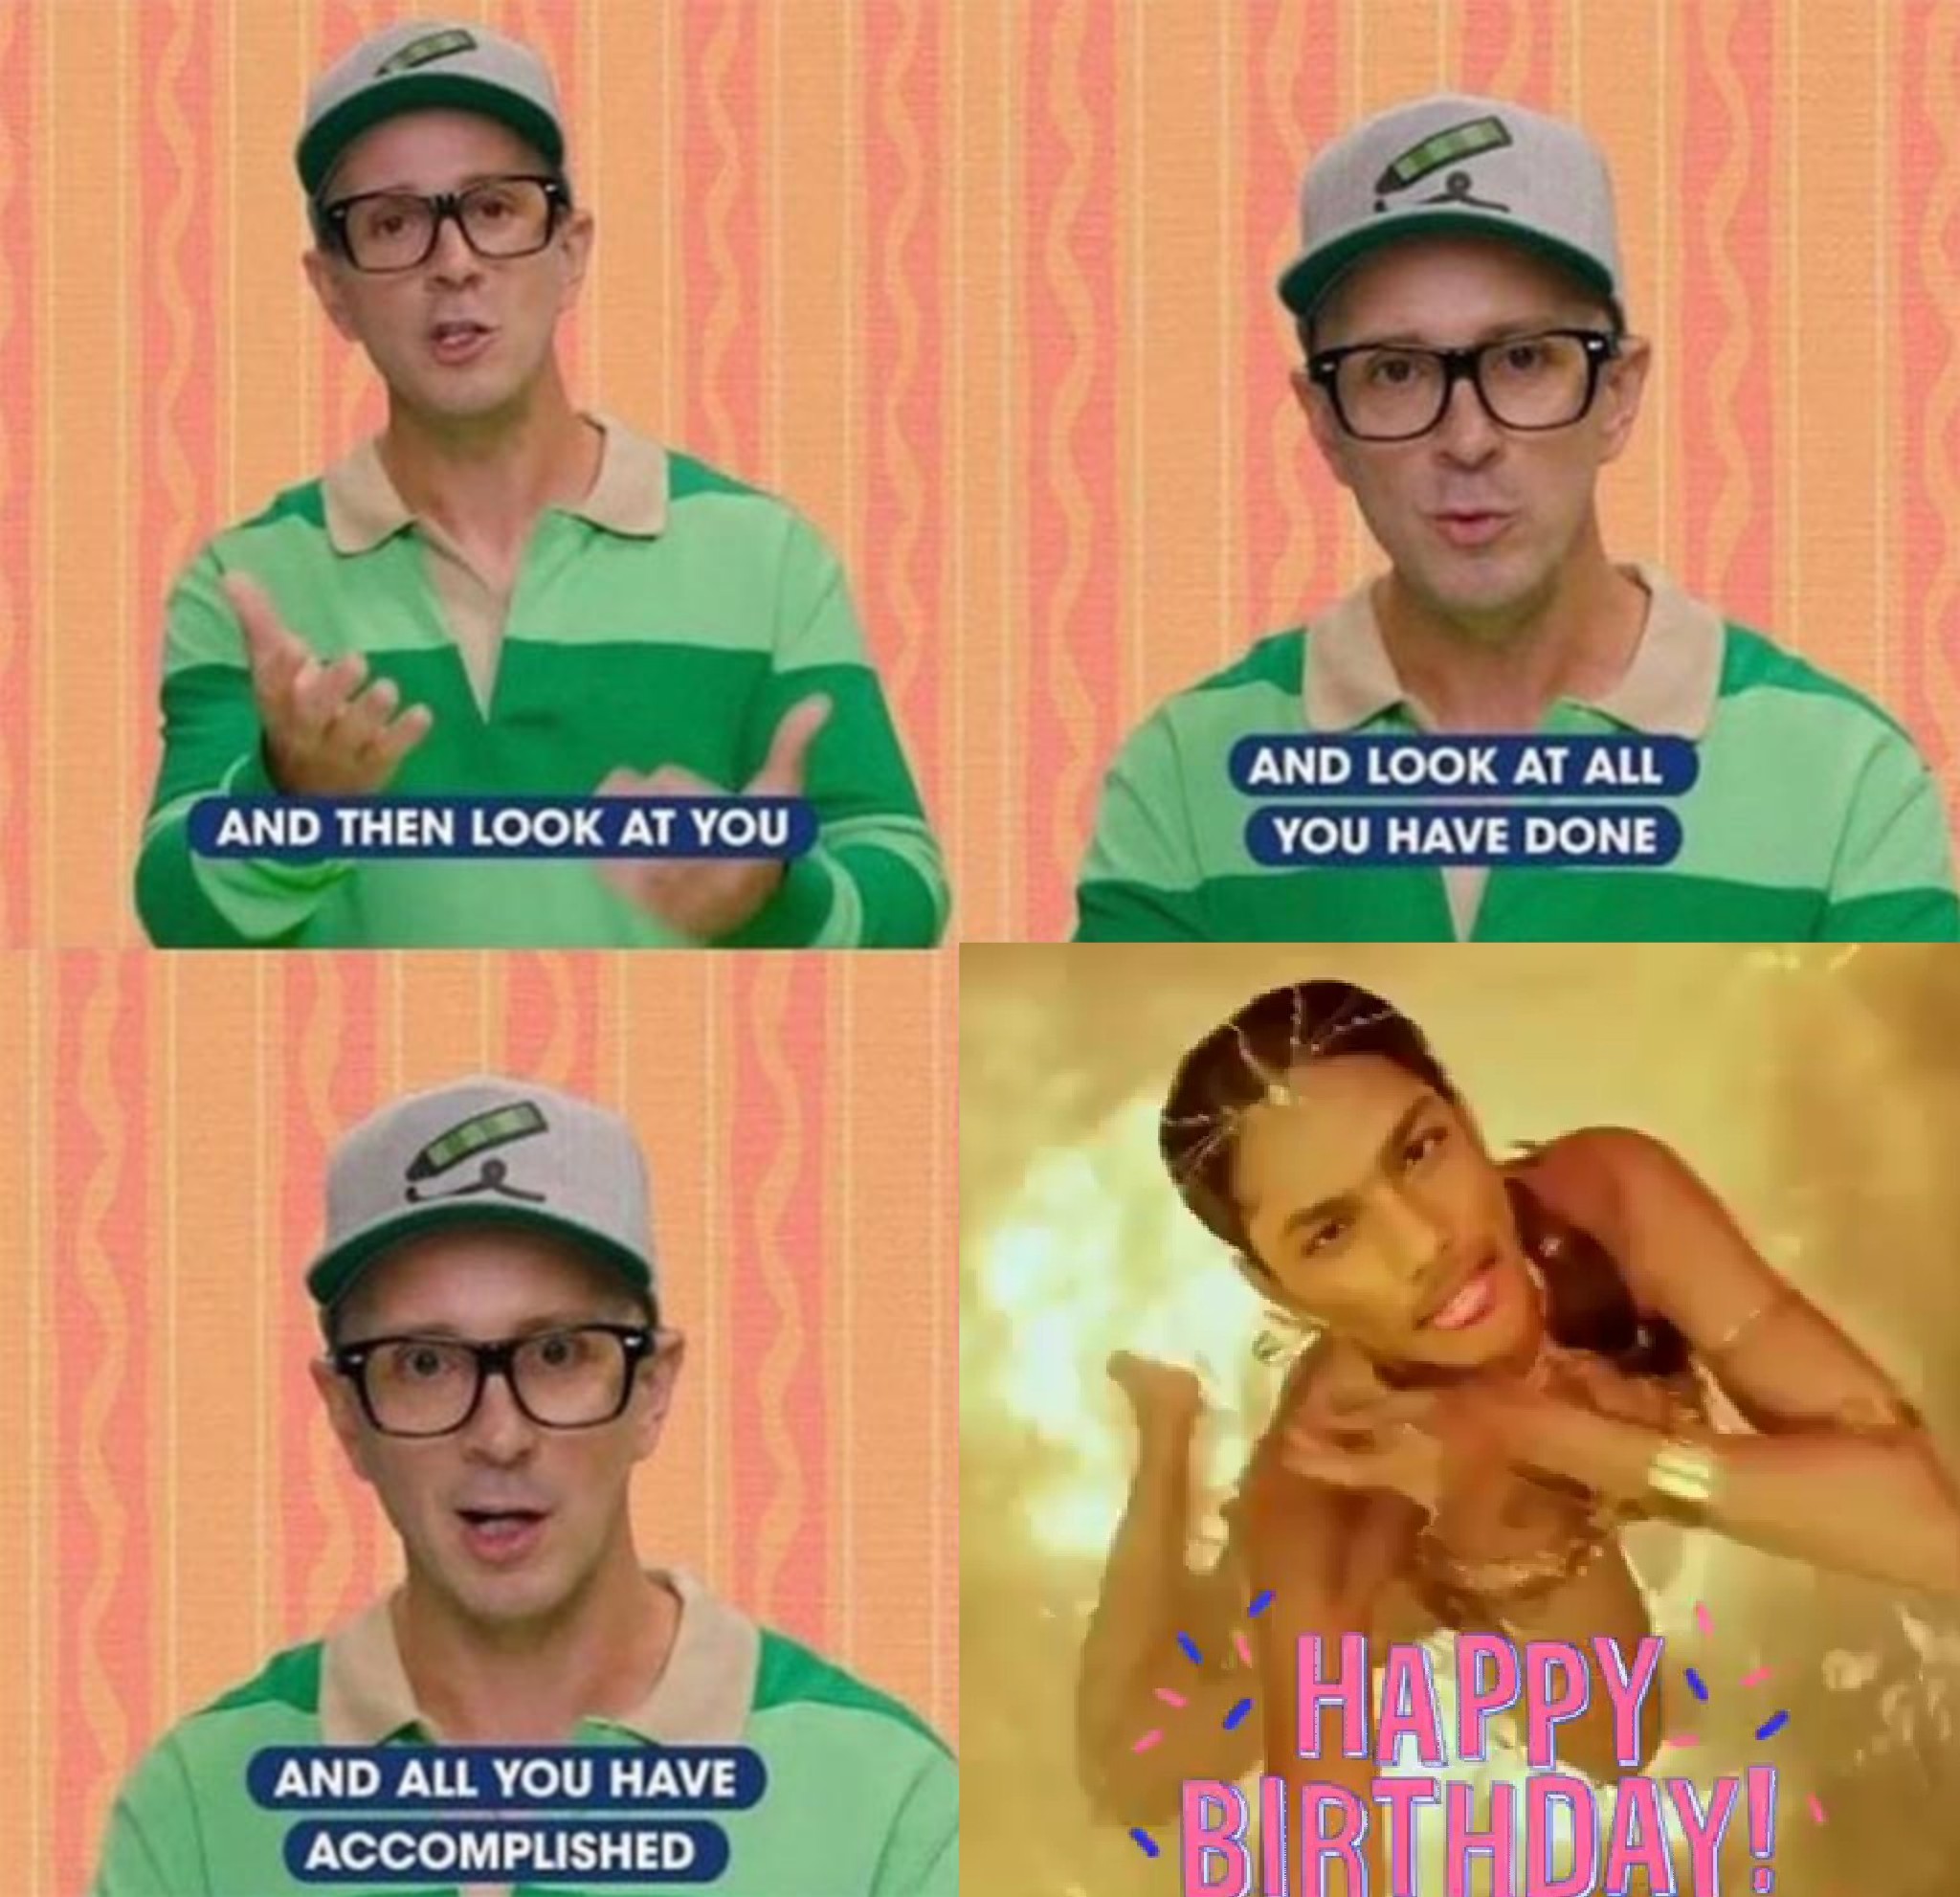 AND THEN LOOK AT YOU
AND LOOK AT ALL
YOU HAVE DONE
AND ALL YOU HAVE
ACCOMPLISHED
HAPPY
BIRTHDAY!